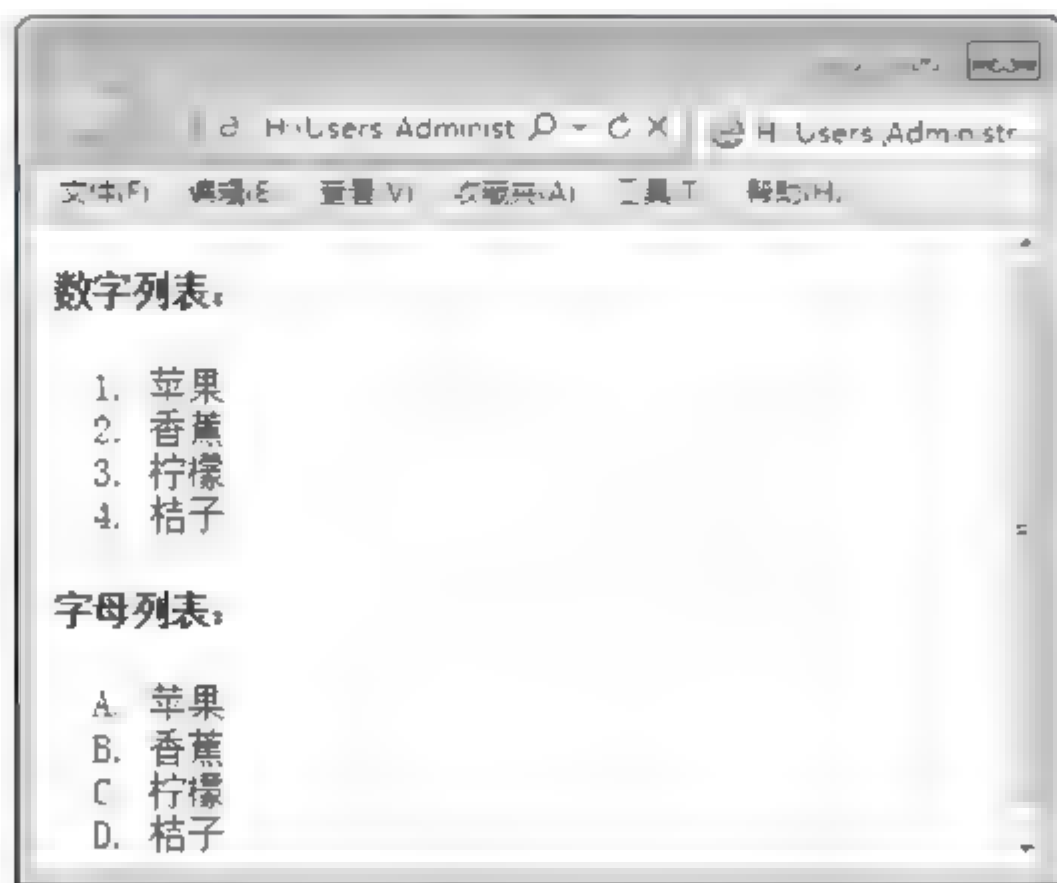 H:\Users\Administ
H:\Users\Administr
文件(F) 编辑(E) 查看(V) 收藏夹(A) 工具(T) 帮助(H)
数字列表：
1. 苹果
2. 香蕉
3. 柠檬
4. 桔子
字母列表：
A. 苹果
B. 香蕉
C. 柠檬
D. 桔子